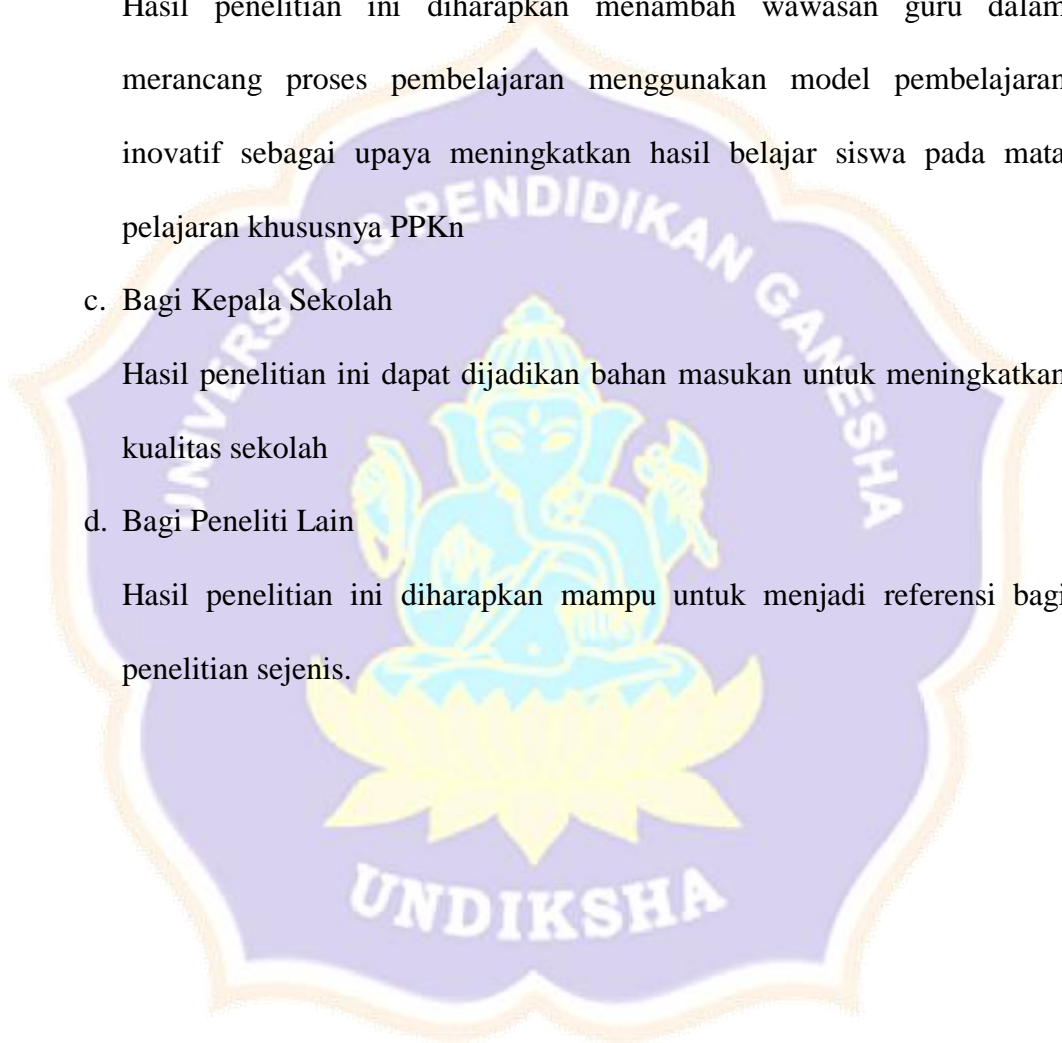 Hasil penelitian ini diharapkan menambah wawasan guru dalam
merancang proses pembelajaran menggunakan model pembelajaran
inovatif sebagai upaya meningkatkan hasil belajar siswa pada mata
pelajaran khususnya PPKn
c. Bagi Kepala Sekolah
Hasil penelitian ini dapat dijadikan bahan masukan untuk meningkatkan
kualitas sekolah
d. Bagi Peneliti Lain
Hasil penelitian ini diharapkan mampu untuk menjadi referensi bagi
penelitian sejenis.
UNIVERSITAS PENDIDIKAN GANESHA
UNDIKSHA